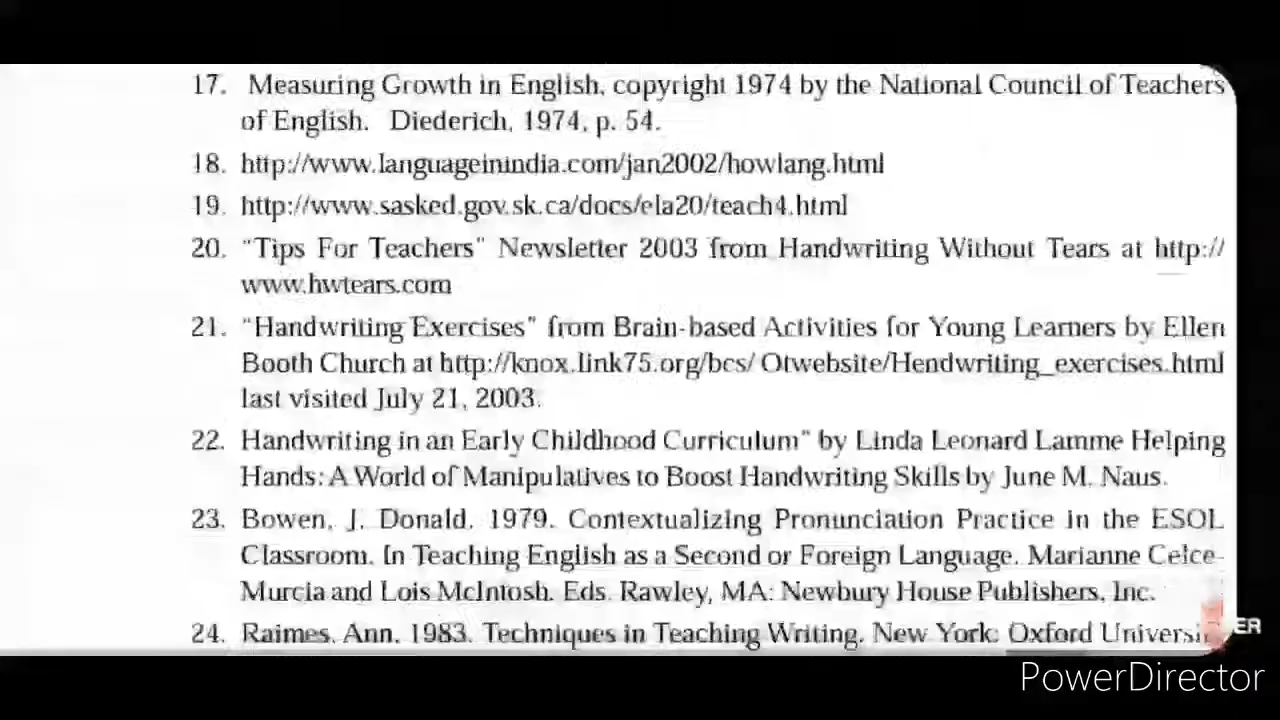 17. Measuring Growth in English, copyright 1974 by the National Council of Teachers
of English. Diederich, 1974, p. 54.
18. http://www.languageinindia.com/jan2002/howlang.html
19. http://www.sasked.gov.sk.ca/docs/ela20/teach4.html
20. "Tips For Teachers" Newsletter 2003 from Handwriting Without Tears at http://
www.hwtears.com
21. "Handwriting Exercises" from Brain-based Activities for Young Learners by Ellen
Booth Church at http://knox.link75.org/bcs/ Otwebsite/Hendwriting_exercises.html
last visited July 21, 2003.
22. Handwriting in an Early Childhood Curriculum" by Linda Leonard Lamme Helping
Hands: A World of Manipulatives to Boost Handwriting Skills by June M. Naus.
23. Bowen, J. Donald. 1979. Contextualizing Pronunciation Practice in the ESOL
Classroom. In Teaching English as a Second or Foreign Language. Marianne Celce-
Murcia and Lois McIntosh. Eds. Rawley, MA: Newbury House Publishers, Inc.
24. Raimes, Ann. 1983. Techniques in Teaching Writing. New York: Oxford
PowerDirector